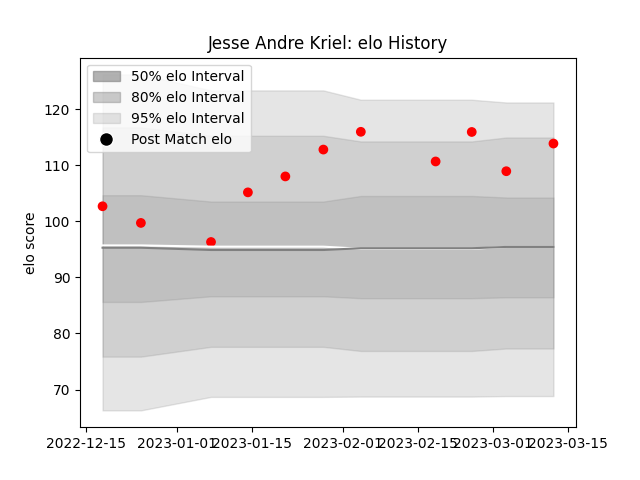 Jesse Andre Kriel: elo History
50% elo Interval
80% elo Interval
95% elo Interval
Post Match elo
elo score
120
110
100
90
80
70
2022-12-15
2023-01-01
2023-01-15
2023-02-01
2023-02-15
2023-03-01
2023-03-15